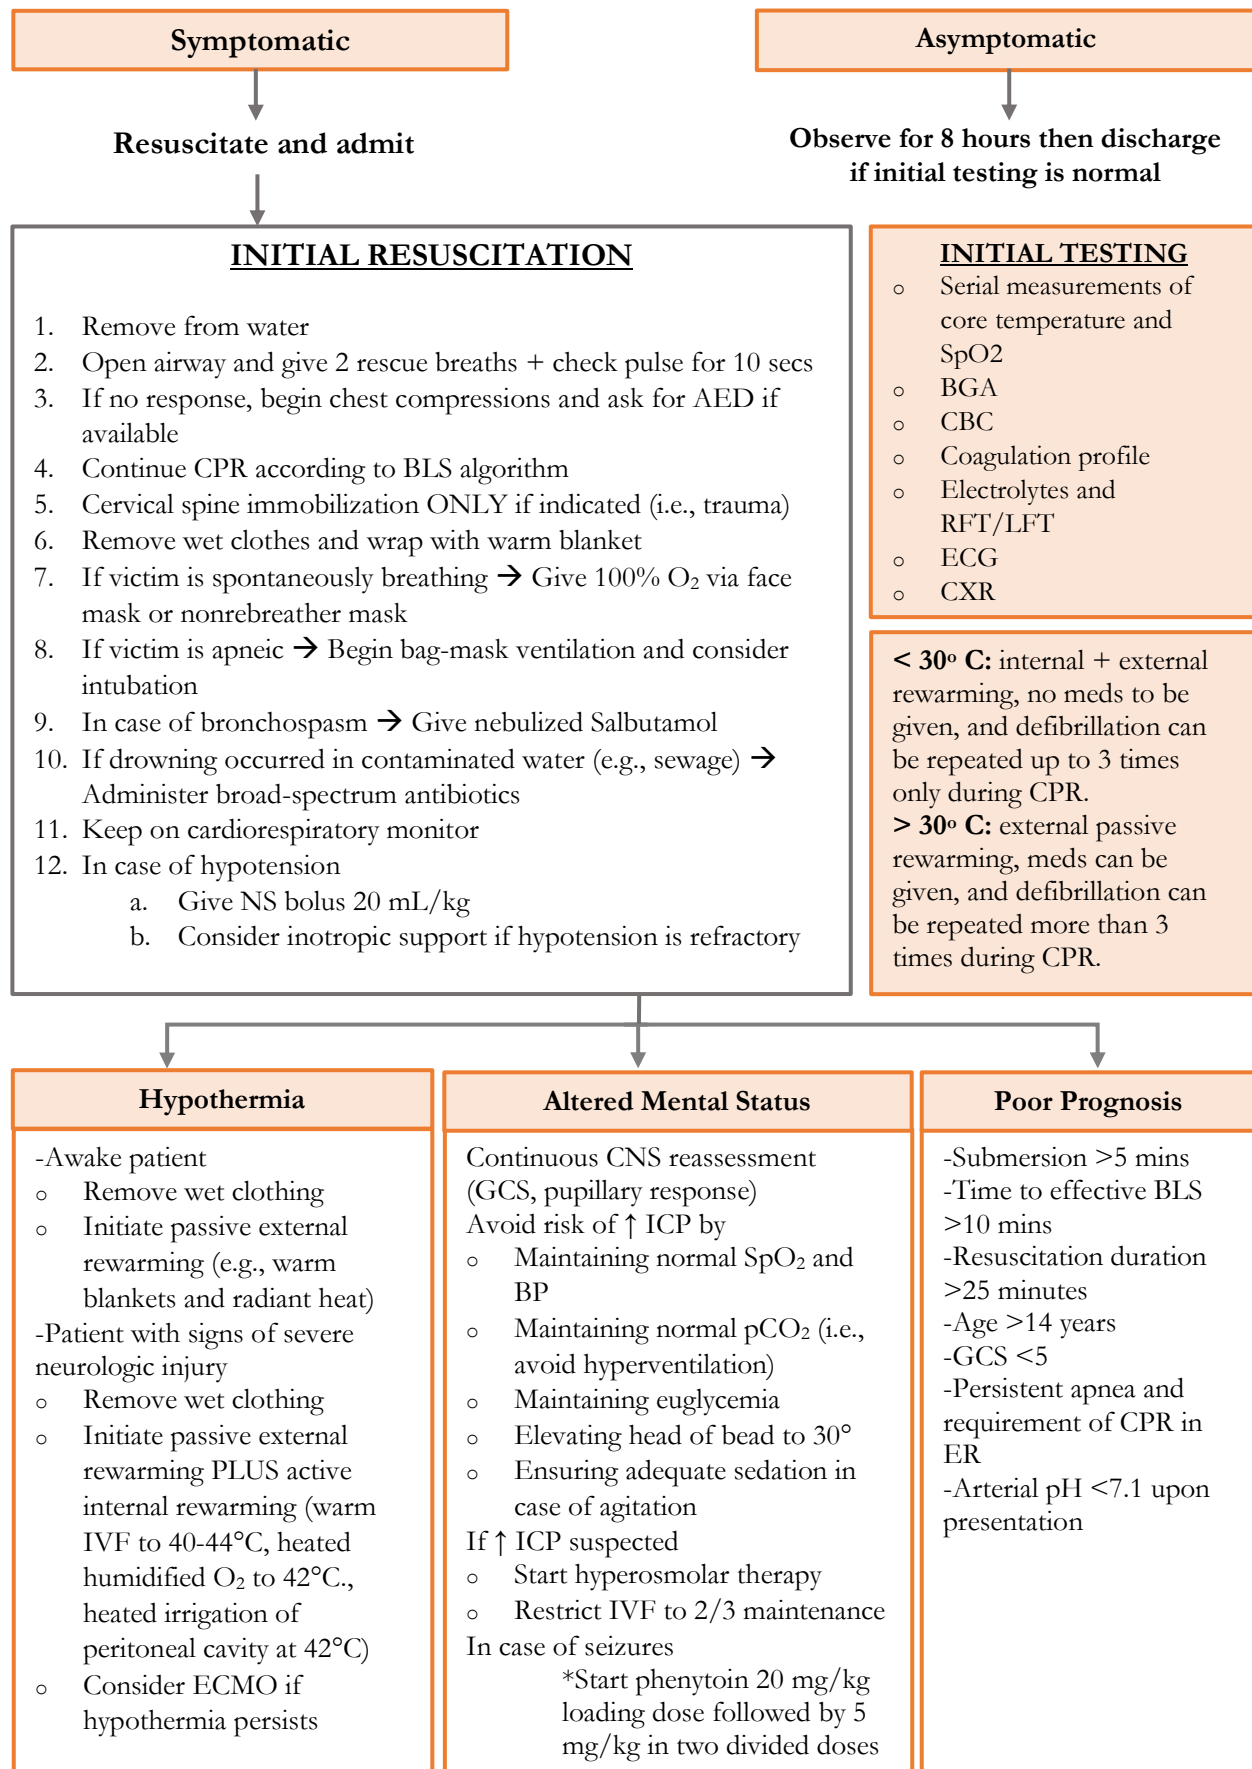 Symptomatic
Asymptomatic
Resuscitate and admit
Observe for 8 hours then discharge
if initial testing is normal
INITIAL RESUSCITATION
1. Remove from water
2. Open airway and give 2 rescue breaths + check pulse for 10 secs
3. If no response, begin chest compressions and ask for AED if
available
4. Continue CPR according to BLS algorithm
5. Cervical spine immobilization ONLY if indicated (i.e., trauma)
6. Remove wet clothes and wrap with warm blanket
7. If victim is spontaneously breathing → Give 100% O₂ via face
mask or nonrebreather mask
8. If victim is apneic → Begin bag-mask ventilation and consider
intubation
9. In case of bronchospasm → Give nebulized Salbutamol
10. If drowning occurred in contaminated water (e.g., sewage) →
Administer broad-spectrum antibiotics
11. Keep on cardiorespiratory monitor
12. In case of hypotension
a. Give NS bolus 20 mL/kg
b. Consider inotropic support if hypotension is refractory
INITIAL TESTING
o Serial measurements of
core temperature and
SpO2
o BGA
o CBC
o Coagulation profile
o Electrolytes and
RFT/LFT
o ECG
o CXR
< 30º C: internal + external
rewarming, no meds to be
given, and defibrillation can
be repeated up to 3 times
only during CPR.
> 30º C: external passive
rewarming, meds can be
given, and defibrillation can
be repeated more than 3
times during CPR.
Hypothermia
-Awake patient
o Remove wet clothing
o Initiate passive external
rewarming (e.g., warm
blankets and radiant heat)
-Patient with signs of severe
neurologic injury
o Remove wet clothing
o Initiate passive external
rewarming PLUS active
internal rewarming (warm
IVF to 40-44°C, heated
humidified O₂ to 42°C.,
heated irrigation of
peritoneal cavity at 42°C)
o Consider ECMO if
hypothermia persists
Altered Mental Status
Continuous CNS reassessment
(GCS, pupillary response)
Avoid risk of ↑ ICP by
o Maintaining normal SpO₂ and
BP
o Maintaining normal pCO₂ (i.e.,
avoid hyperventilation)
o Maintaining euglycemia
o Elevating head of bead to 30°
o Ensuring adequate sedation in
case of agitation
If ↑ ICP suspected
o Start hyperosmolar therapy
o Restrict IVF to 2/3 maintenance
In case of seizures
*Start phenytoin 20 mg/kg
loading dose followed by 5
mg/kg in two divided doses
Poor Prognosis
-Submersion >5 mins
-Time to effective BLS
>10 mins
-Resuscitation duration
>25 minutes
-Age >14 years
-GCS <5
-Persistent apnea and
requirement of CPR in
ER
-Arterial pH <7.1 upon
presentation